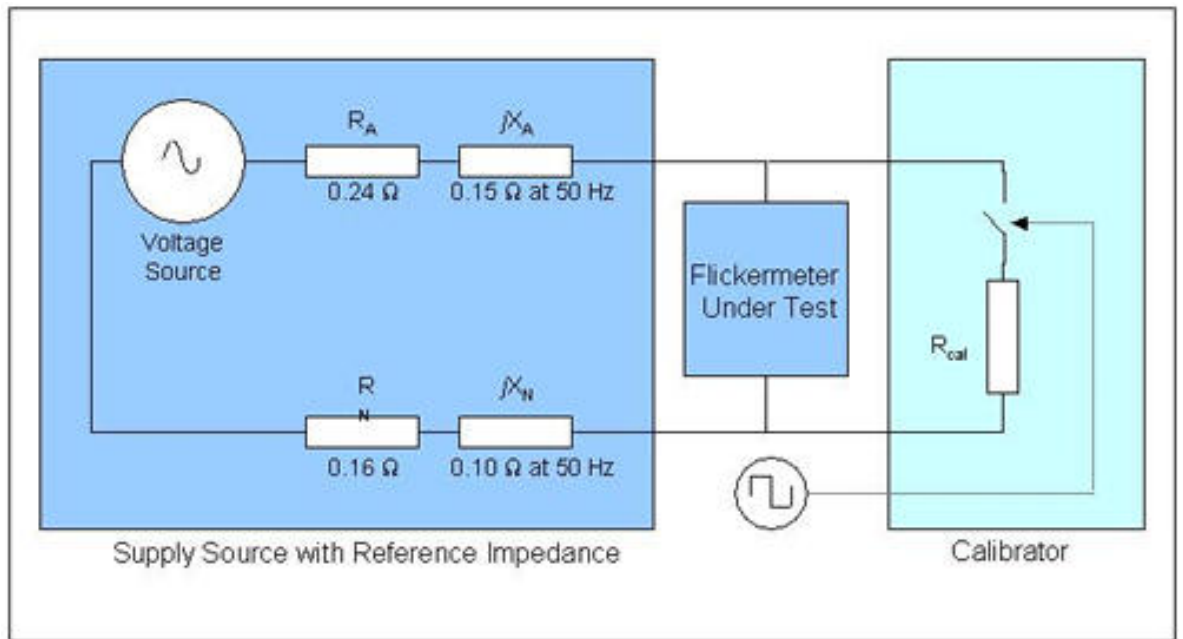 R_A
jX_A
0.24 Ω
0.15 Ω at 50 Hz
Voltage
Source
Flickermeter
Under Test
R_cal
R
N
jX_N
0.16 Ω
0.10 Ω at 50 Hz
Supply Source with Reference Impedance
Calibrator